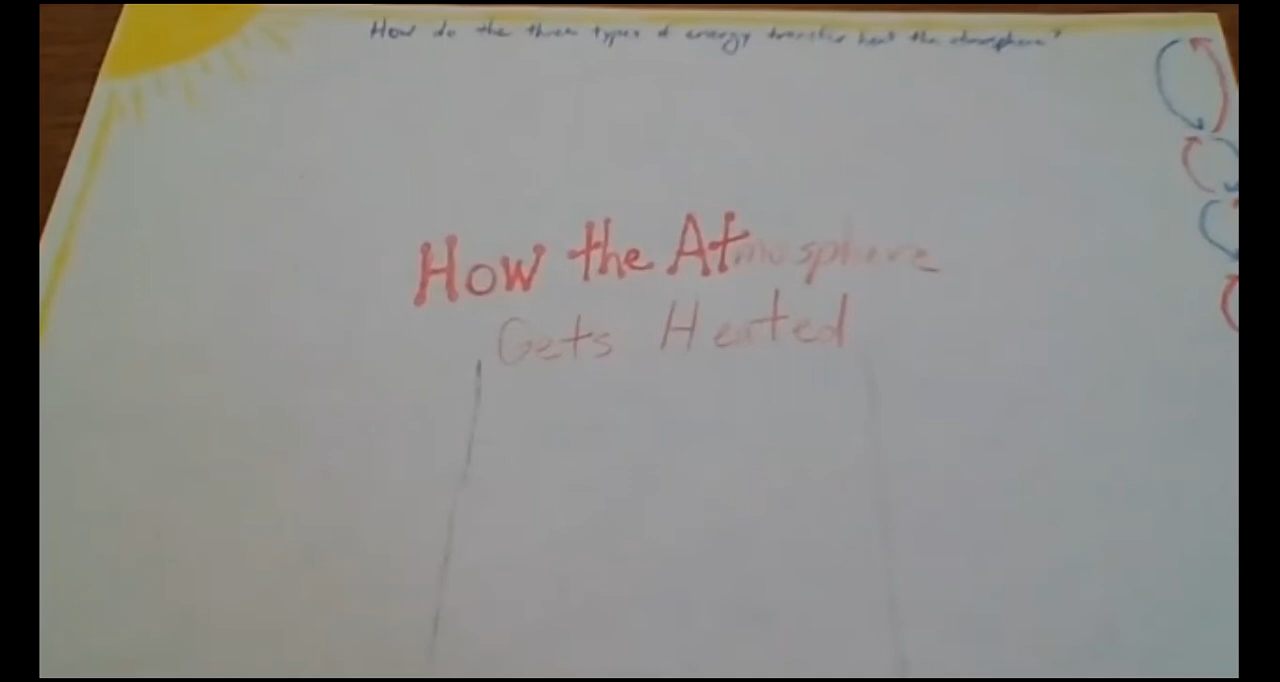 How do the three types of energy transfer heat the atmosphere?
How the Atmosphere
Gets Heated